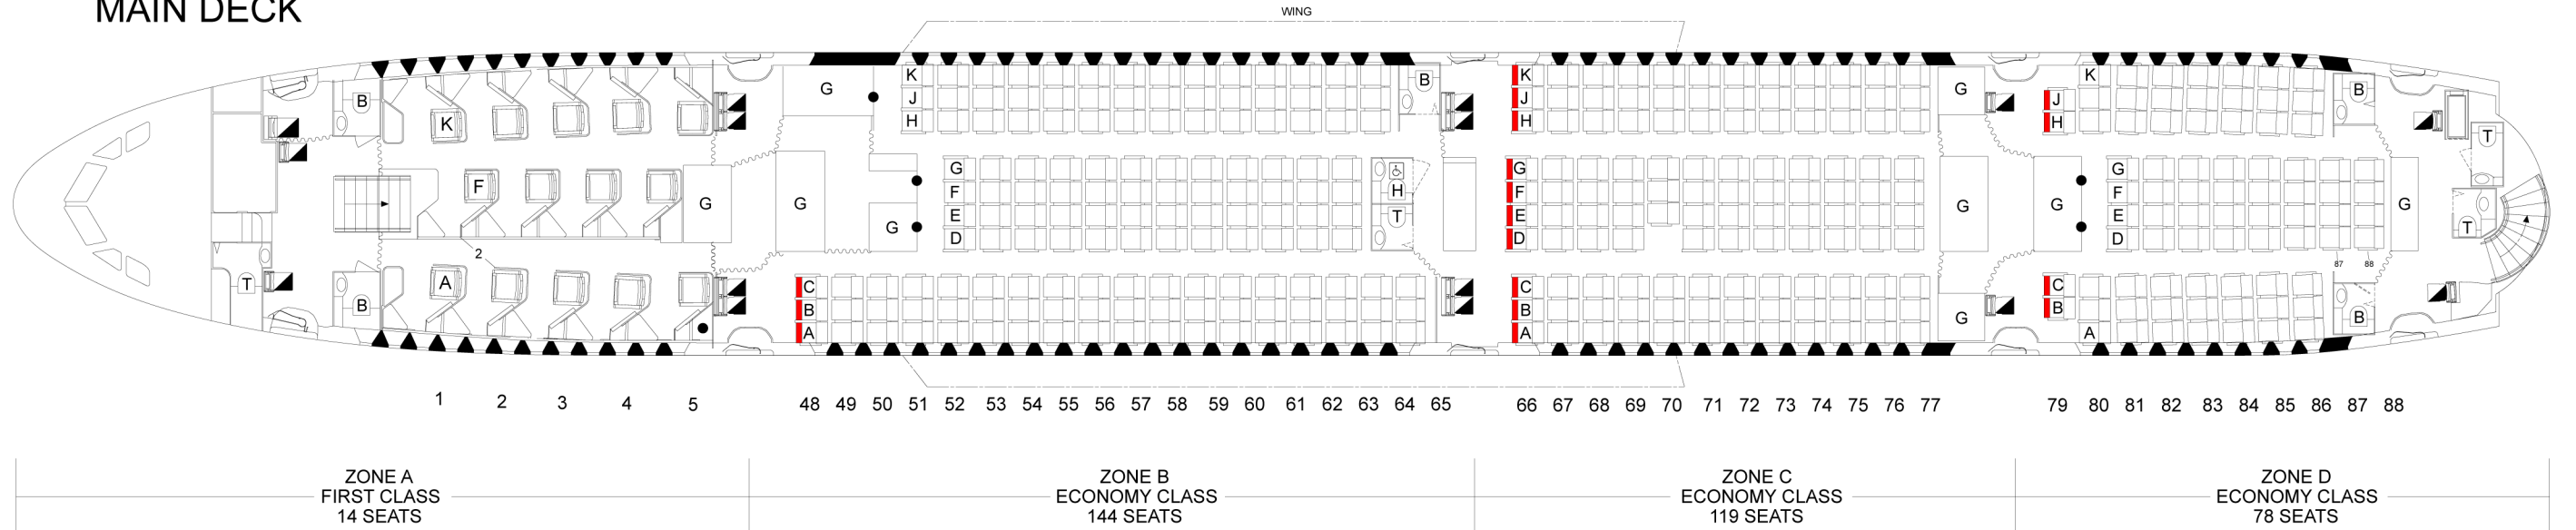 MAIN DECK
WING
K K K K
B G J B J G J B
K H H H T
G G G
F G F H F G F G T
G E T E G E
D D D
2
87 88
T A C C G C
B B B B B
A A A
1 2 3 4 5 48 49 50 51 52 53 54 55 56 57 58 59 60 61 62 63 64 65 66 67 68 69 70 71 72 73 74 75 76 77 79 80 81 82 83 84 85 86 87 88
ZONE A
FIRST CLASS
14 SEATS
ZONE B
ECONOMY CLASS
144 SEATS
ZONE C
ECONOMY CLASS
119 SEATS
ZONE D
ECONOMY CLASS
78 SEATS